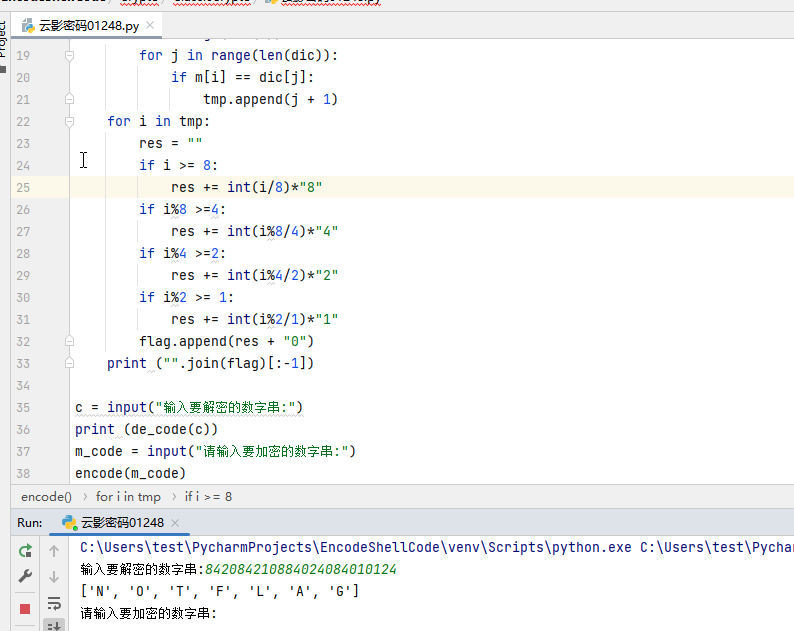 云影密码01248.py
Project
19 for j in range(len(dic)):
20 if m[i] == dic[j]:
21 tmp.append(j + 1)
22 for i in tmp:
23 res = ""
24 if i >= 8:
25 res += int(i/8)*"8"
26 if i%8 >=4:
27 res += int(i%8/4)*"4"
28 if i%4 >=2:
29 res += int(i%4/2)*"2"
30 if i%2 >= 1:
31 res += int(i%2/1)*"1"
32 flag.append(res + "0")
33 print ("".join(flag)[:-1])
34
35 c = input("输入要解密的数字串:")
36 print (de_code(c))
37 m_code = input("请输入要加密的数字串:")
38 encode(m_code)
encode() › for i in tmp › if i >= 8
Run: 云影密码01248
C:\Users\test\PycharmProjects\EncodeShellCode\venv\Scripts\python.exe C:\Users\test\Pychar
输入要解密的数字串:842084210884024084010124
['N', 'O', 'T', 'F', 'L', 'A', 'G']
请输入要加密的数字串: